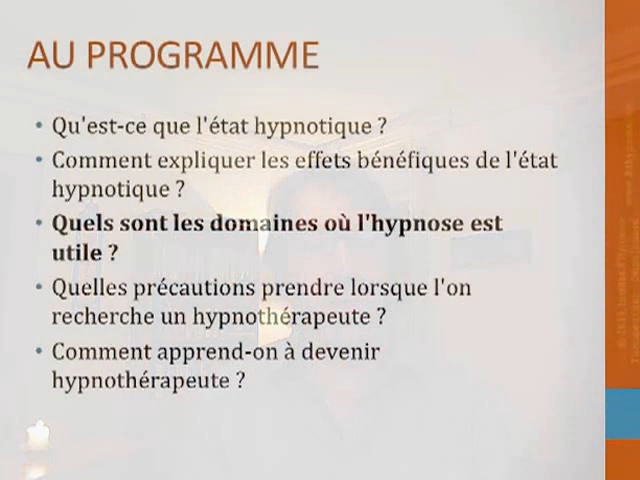 AU PROGRAMME
• Qu'est-ce que l'état hypnotique ?
• Comment expliquer les effets bénéfiques de l'état
hypnotique ?
• Quels sont les domaines où l'hypnose est
utile ?
• Quelles précautions prendre lorsque l'on
recherche un hypnothérapeute ?
• Comment apprend-on à devenir
hypnothérapeute ?